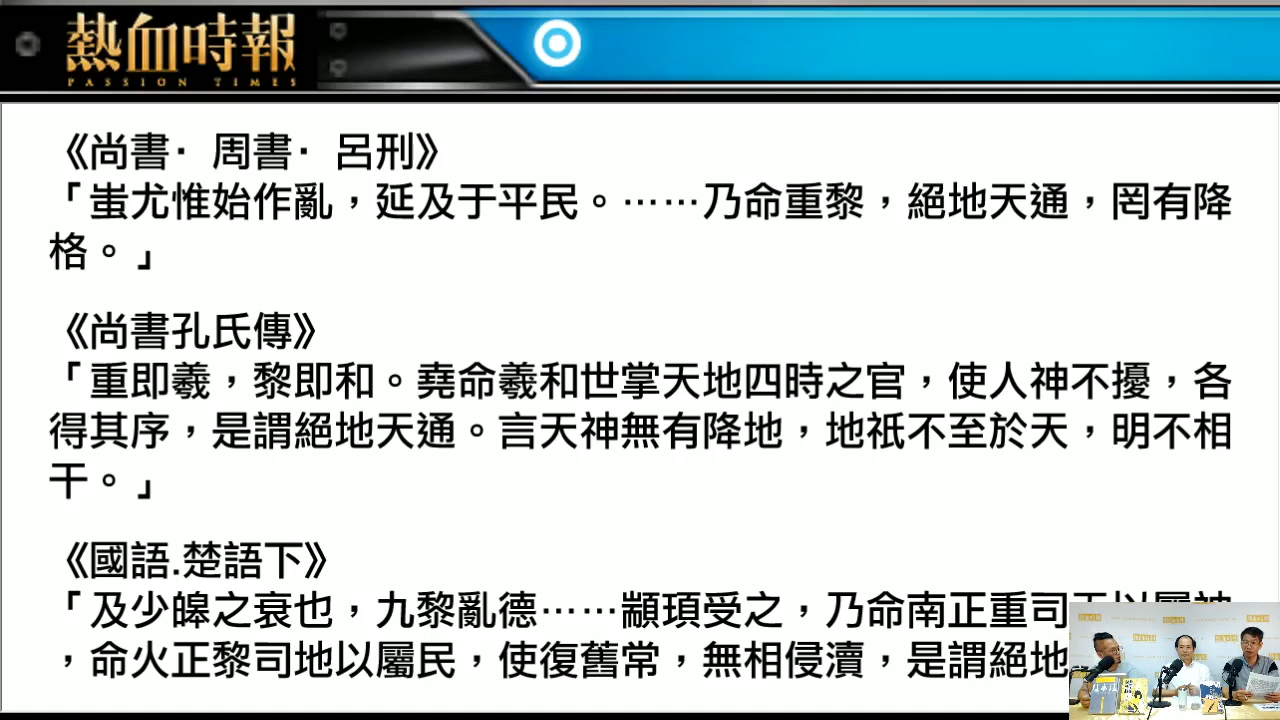 熱血時報
PASSION TIMES
《尚書· 周書· 呂刑》
「蚩尤惟始作亂，延及于平民。……乃命重黎，絕地天通，罔有降
格。」
《尚書孔氏傳》
「重即羲，黎即和。堯命羲和世掌天地四時之官，使人神不擾，各
得其序，是謂絕地天通。言天神無有降地，地祇不至於天，明不相
干。」
《國語.楚語下》
「及少皞之衰也，九黎亂德……顓頊受之，乃命南正重司天以屬神
，命火正黎司地以屬民，使復舊常，無相侵瀆，是謂絕地